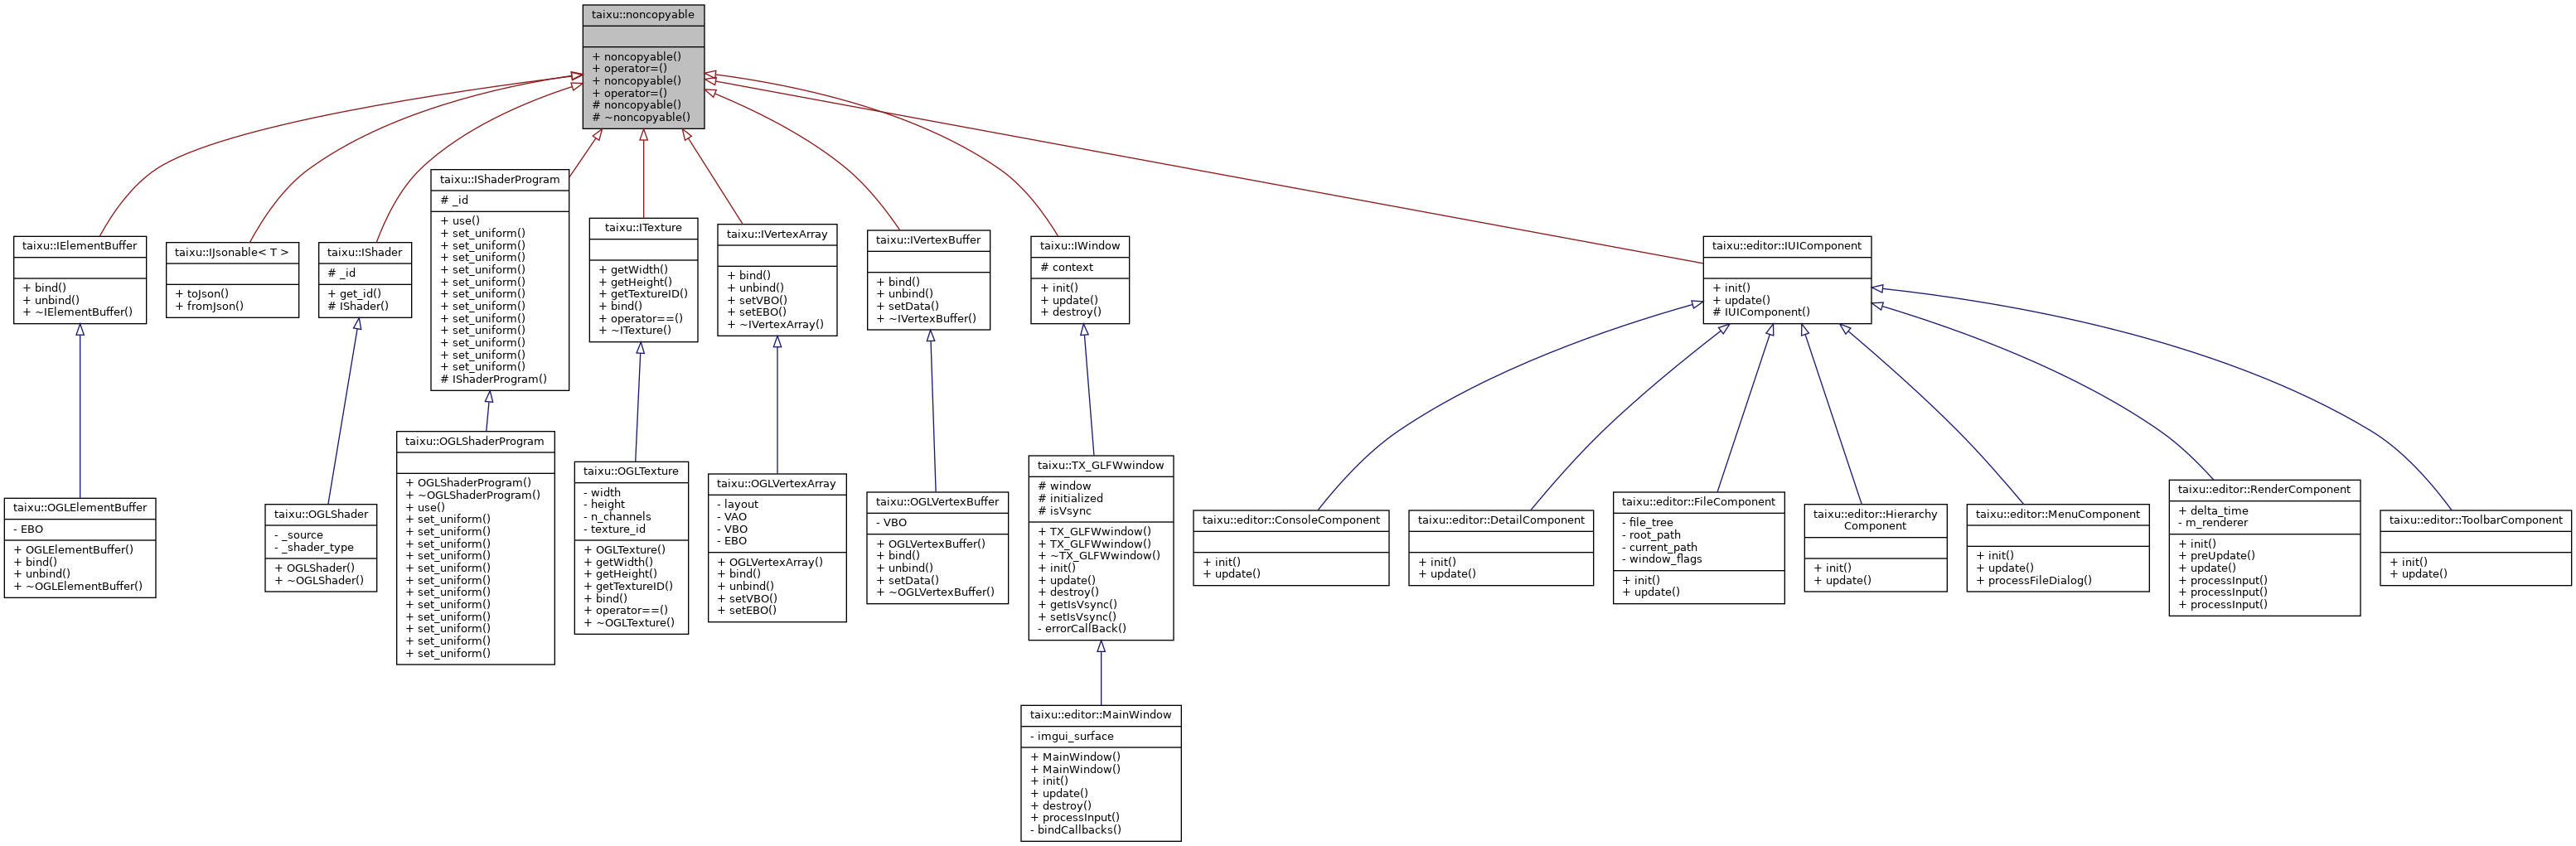 taixu::noncopyable
+ noncopyable()
+ operator=()
+ noncopyable()
+ operator=()
# noncopyable()
# ~noncopyable()
taixu::IElementBuffer
+ bind()
+ unbind()
+ ~IElementBuffer()
taixu::IJsonable< T >
+ toJson()
+ fromJson()
taixu::IShader
# _id
+ get_id()
# IShader()
taixu::IShaderProgram
# _id
+ use()
+ set_uniform()
+ set_uniform()
+ set_uniform()
+ set_uniform()
+ set_uniform()
+ set_uniform()
+ set_uniform()
+ set_uniform()
+ set_uniform()
+ set_uniform()
+ set_uniform()
+ set_uniform()
# IShaderProgram()
taixu::ITexture
+ getWidth()
+ getHeight()
+ getTextureID()
+ bind()
+ operator==()
+ ~ITexture()
taixu::IVertexArray
+ bind()
+ unbind()
+ setVBO()
+ setEBO()
+ ~IVertexArray()
taixu::IVertexBuffer
+ bind()
+ unbind()
+ setData()
+ ~IVertexBuffer()
taixu::IWindow
# context
+ init()
+ update()
+ destroy()
taixu::editor::IUIComponent
+ init()
+ update()
# IUIComponent()
taixu::OGLElementBuffer
- EBO
+ OGLElementBuffer()
+ bind()
+ unbind()
+ ~OGLElementBuffer()
taixu::OGLShader
- _source
- _shader_type
+ OGLShader()
+ ~OGLShader()
taixu::OGLShaderProgram
+ OGLShaderProgram()
+ ~OGLShaderProgram()
+ use()
+ set_uniform()
+ set_uniform()
+ set_uniform()
+ set_uniform()
+ set_uniform()
+ set_uniform()
+ set_uniform()
+ set_uniform()
+ set_uniform()
+ set_uniform()
+ set_uniform()
+ set_uniform()
taixu::OGLTexture
- width
- height
- n_channels
- texture_id
+ OGLTexture()
+ getWidth()
+ getHeight()
+ getTextureID()
+ bind()
+ operator==()
+ ~OGLTexture()
taixu::OGLVertexArray
- layout
- VAO
- VBO
- EBO
+ OGLVertexArray()
+ bind()
+ unbind()
+ setVBO()
+ setEBO()
taixu::OGLVertexBuffer
- VBO
+ OGLVertexBuffer()
+ bind()
+ unbind()
+ setData()
+ ~OGLVertexBuffer()
taixu::TX_GLFWwindow
# window
# initialized
# isVsync
+ TX_GLFWwindow()
+ TX_GLFWwindow()
+ ~TX_GLFWwindow()
+ init()
+ update()
+ destroy()
+ getIsVsync()
+ setIsVsync()
- errorCallBack()
taixu::editor::ConsoleComponent
+ init()
+ update()
taixu::editor::DetailComponent
+ init()
+ update()
taixu::editor::FileComponent
- file_tree
- root_path
- current_path
- window_flags
+ init()
+ update()
taixu::editor::Hierarchy
Component
+ init()
+ update()
taixu::editor::MenuComponent
+ init()
+ update()
+ processFileDialog()
taixu::editor::RenderComponent
+ delta_time
- m_renderer
+ init()
+ preUpdate()
+ update()
+ processInput()
+ processInput()
+ processInput()
taixu::editor::ToolbarComponent
+ init()
+ update()
taixu::editor::MainWindow
- imgui_surface
+ MainWindow()
+ MainWindow()
+ init()
+ update()
+ destroy()
+ processInput()
- bindCallbacks()